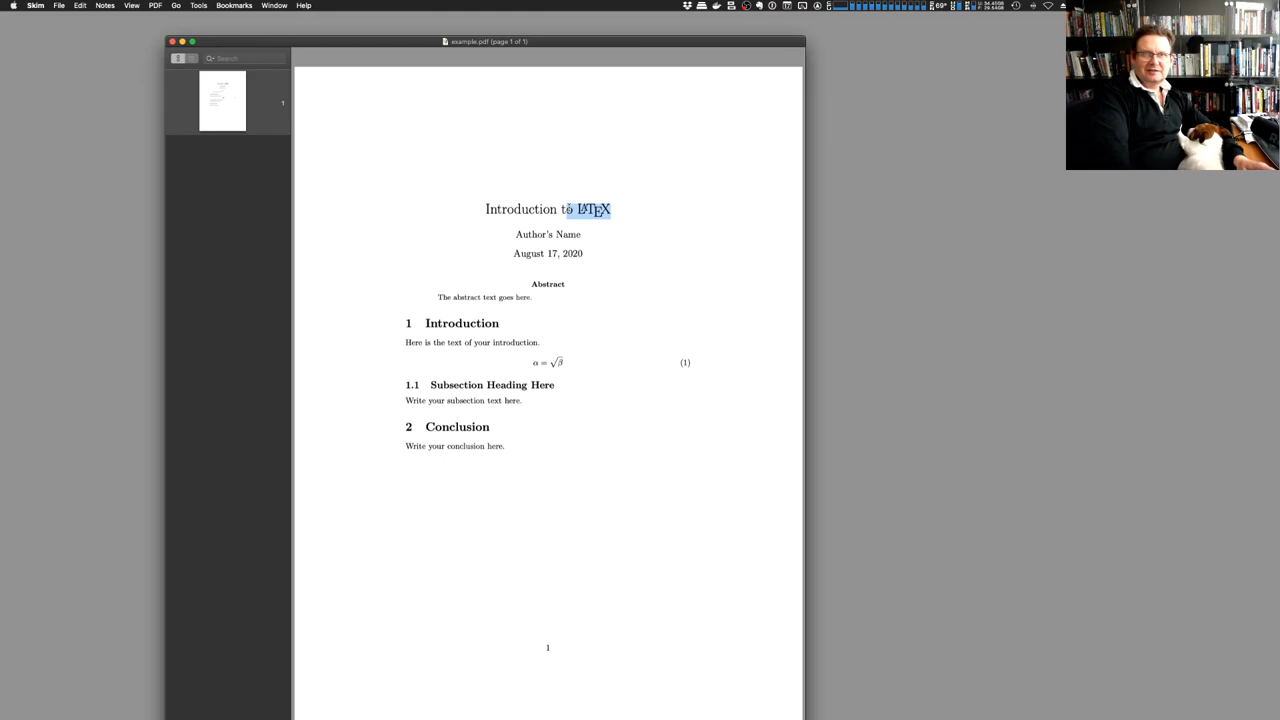 Skim File Edit Notes View PDF Go Tools Bookmarks Window Help
69°
example.pdf (page 1 of 1)
Search
1
Introduction to LATEX
Author's Name
August 17, 2020
Abstract
The abstract text goes here.
1 Introduction
Here is the text of your introduction.
α = √β (1)
1.1 Subsection Heading Here
Write your subsection text here.
2 Conclusion
Write your conclusion here.
1